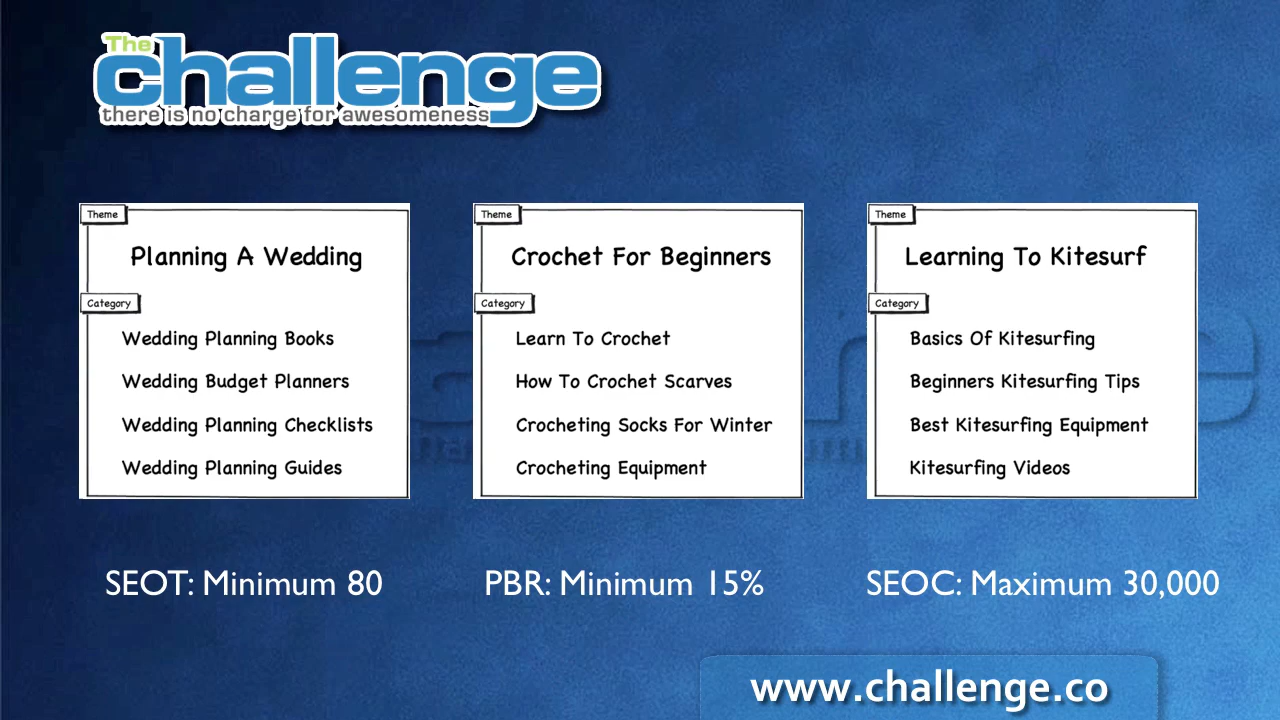 The
challenge
there is no charge for awesomeness
Theme
Planning A Wedding
Category
Wedding Planning Books
Wedding Budget Planners
Wedding Planning Checklists
Wedding Planning Guides
Theme
Crochet For Beginners
Category
Learn To Crochet
How To Crochet Scarves
Crocheting Socks For Winter
Crocheting Equipment
Theme
Learning To Kitesurf
Category
Basics Of Kitesurfing
Beginners Kitesurfing Tips
Best Kitesurfing Equipment
Kitesurfing Videos
SEOT: Minimum 80
PBR: Minimum 15%
SEOC: Maximum 30,000
www.challenge.co